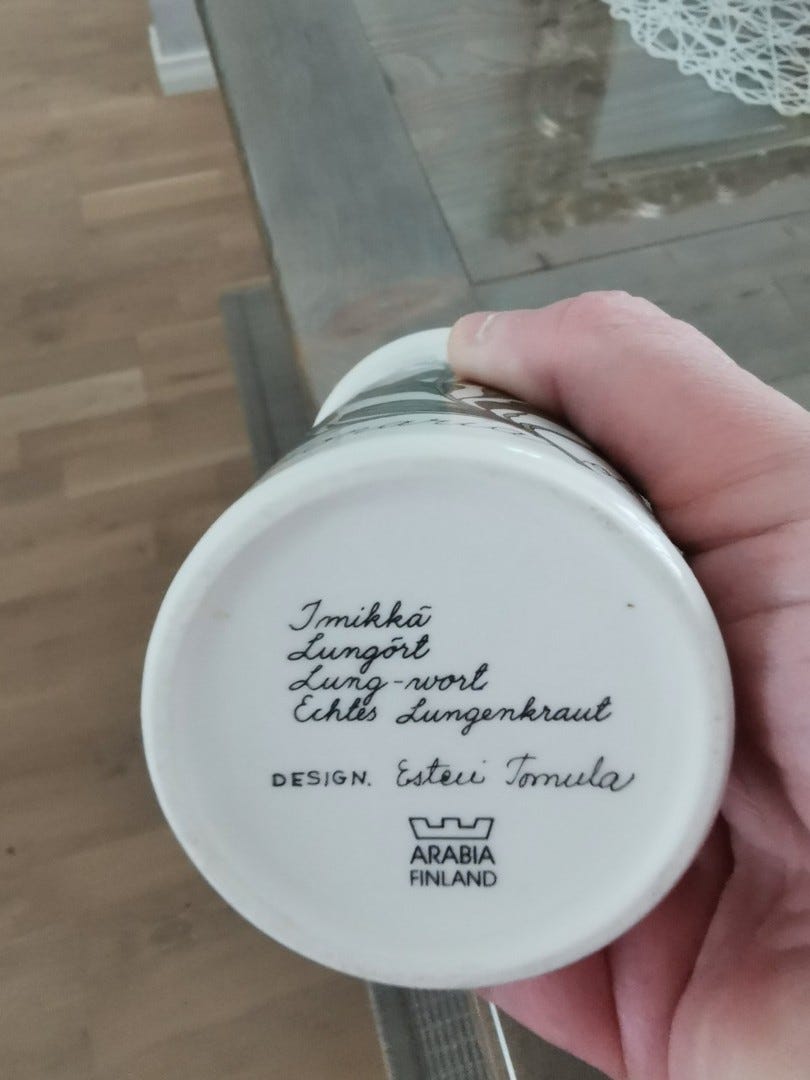 Imikkä
Lungört
Lung-wort
Echtes Lungenkraut
DESIGN. Esteri Tomula
ARABIA
FINLAND